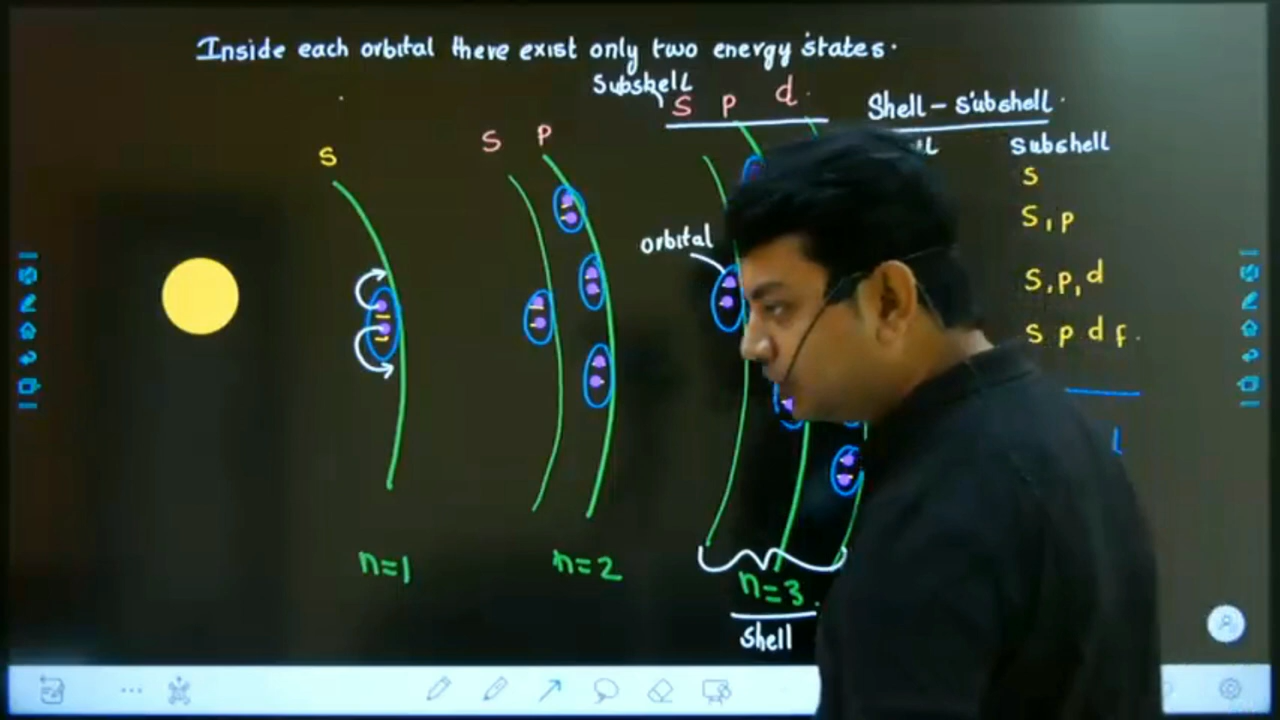 Inside each orbital there exist only two energy states.
Subshell
S P d
Shell - Subshell
S P
S
Subshell
S
S, P
orbital
S, P, d
S P d f.
n=1
n=2
n=3.
Shell